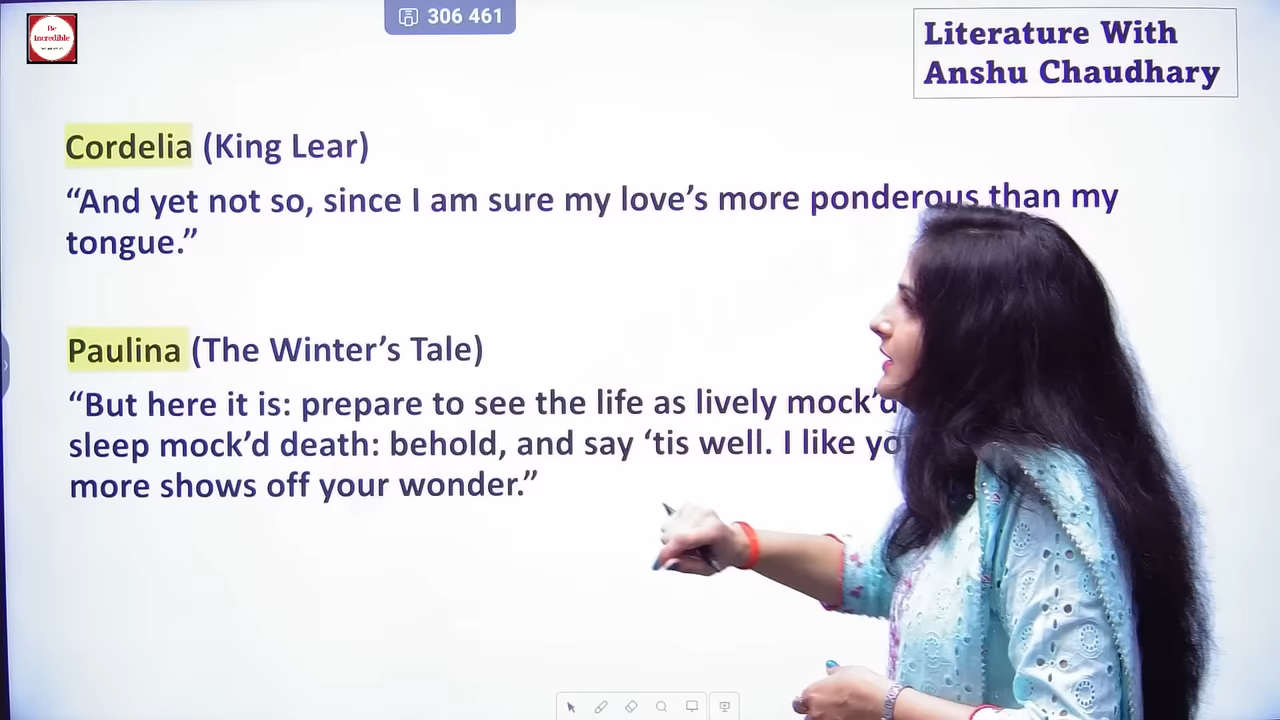 Be
Incredible
306 461
Literature With
Anshu Chaudhary
Cordelia (King Lear)
“And yet not so, since I am sure my love’s more ponderous than my
tongue.”
Paulina (The Winter’s Tale)
“But here it is: prepare to see the life as lively mock’d
sleep mock’d death: behold, and say ‘tis well. I like
more shows off your wonder.”